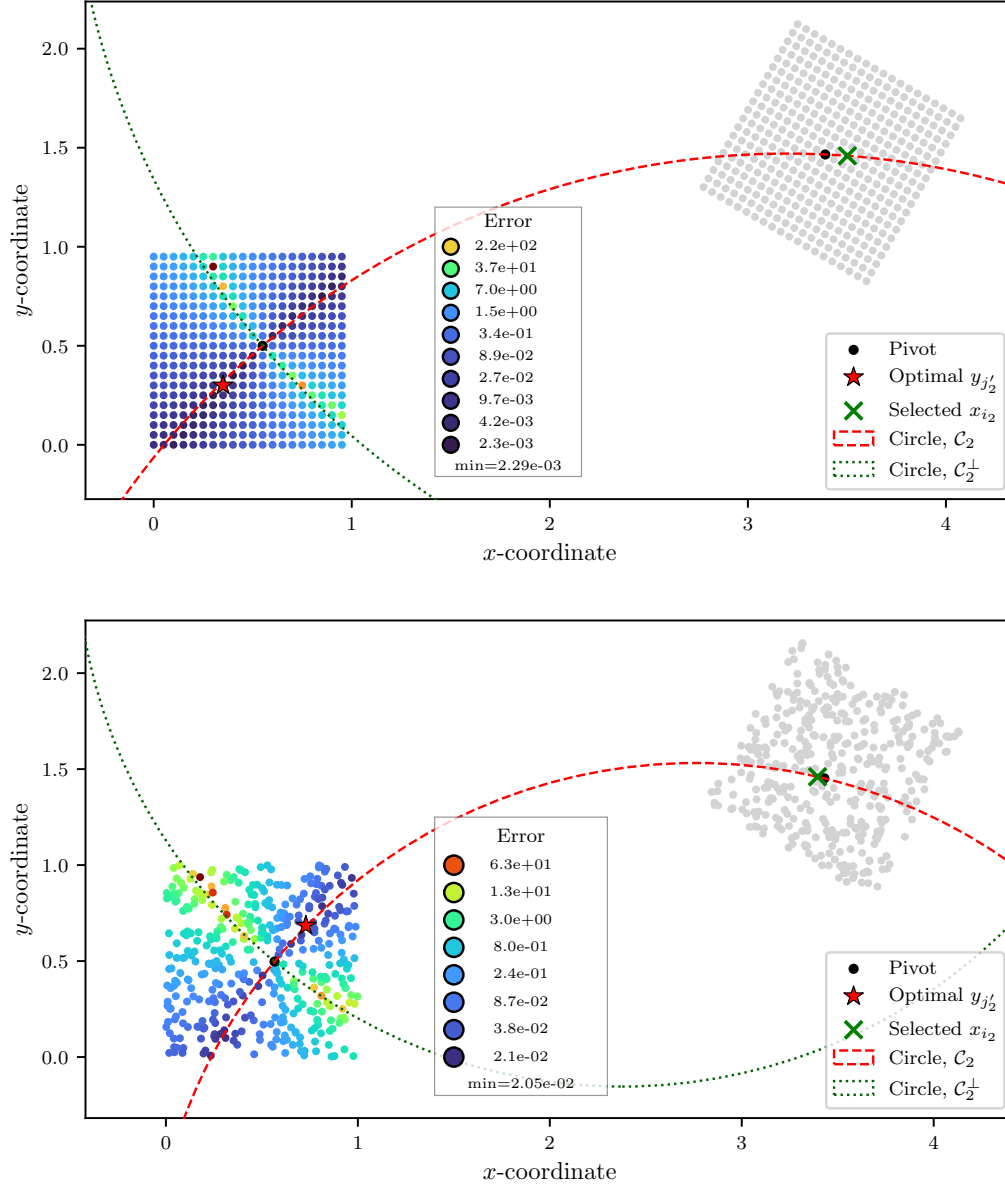 2.0
1.5
1.0
0.5
0.0
y-coordinate
Error
2.2e+02
3.7e+01
7.0e+00
1.5e+00
3.4e-01
8.9e-02
2.7e-02
9.7e-03
4.2e-03
2.3e-03
min=2.29e-03
Pivot
Optimal y_{j'_2}
Selected x_{i_2}
Circle, 𝒞_2
Circle, 𝒞_2^⊥
0 1 2 3 4
x-coordinate
2.0
1.5
1.0
0.5
0.0
y-coordinate
Error
6.3e+01
1.3e+01
3.0e+00
8.0e-01
2.4e-01
8.7e-02
3.8e-02
2.1e-02
min=2.05e-02
Pivot
Optimal y_{j'_2}
Selected x_{i_2}
Circle, 𝒞_2
Circle, 𝒞_2^⊥
0 1 2 3 4
x-coordinate